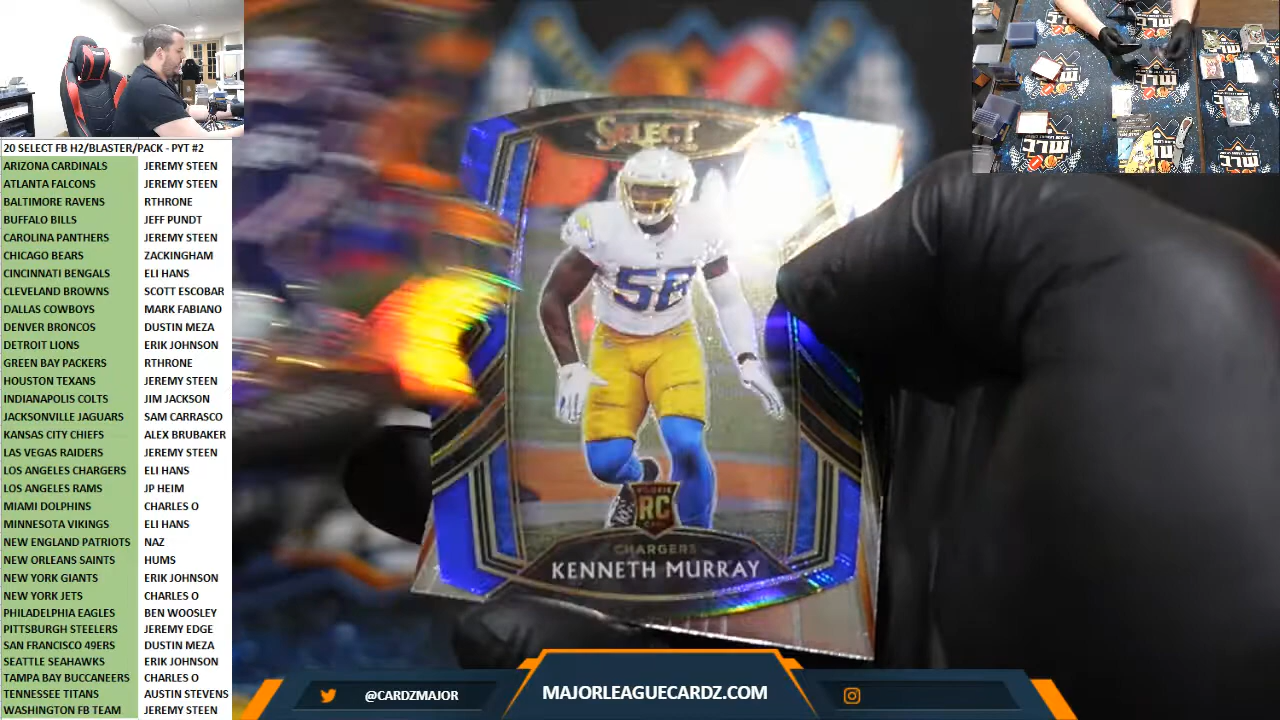 20 SELECT FB H2/BLASTER/PACK - PYT #2
ARIZONA CARDINALS JEREMY STEEN
ATLANTA FALCONS JEREMY STEEN
BALTIMORE RAVENS RTHRONE
BUFFALO BILLS JEFF PUNDT
CAROLINA PANTHERS JEREMY STEEN
CHICAGO BEARS ZACKINGHAM
CINCINNATI BENGALS ELI HANS
CLEVELAND BROWNS SCOTT ESCOBAR
DALLAS COWBOYS MARK FABIANO
DENVER BRONCOS DUSTIN MEZA
DETROIT LIONS ERIK JOHNSON
GREEN BAY PACKERS RTHRONE
HOUSTON TEXANS JEREMY STEEN
INDIANAPOLIS COLTS JIM JACKSON
JACKSONVILLE JAGUARS SAM CARRASCO
KANSAS CITY CHIEFS ALEX BRUBAKER
LAS VEGAS RAIDERS JEREMY STEEN
LOS ANGELES CHARGERS ELI HANS
LOS ANGELES RAMS JP HEIM
MIAMI DOLPHINS CHARLES O
MINNESOTA VIKINGS ELI HANS
NEW ENGLAND PATRIOTS NAZ
NEW ORLEANS SAINTS HUMS
NEW YORK GIANTS ERIK JOHNSON
NEW YORK JETS CHARLES O
PHILADELPHIA EAGLES BEN WOOSLEY
PITTSBURGH STEELERS JEREMY EDGE
SAN FRANCISCO 49ERS DUSTIN MEZA
SEATTLE SEAHAWKS ERIK JOHNSON
TAMPA BAY BUCCANEERS CHARLES O
TENNESSEE TITANS AUSTIN STEVENS
WASHINGTON FB TEAM JEREMY STEEN
SELECT
56
RC
CHARGERS
KENNETH MURRAY
@CARDZMAJOR
MAJORLEAGUECARDZ.COM
MLC
MLC
MLC